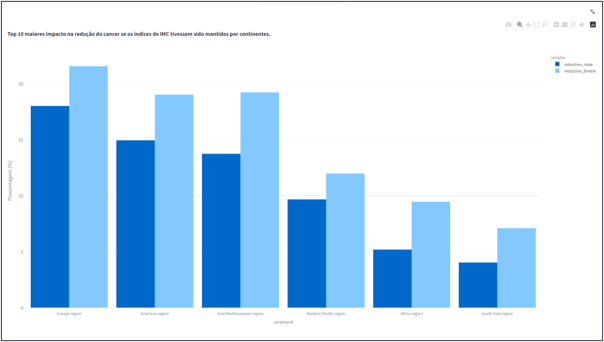 Top 10 maiores impacto na redução do cancer se os indices de IMC tivessem sido mantidos por continentes.
variable
reduction_male
reduction_female
Porcentagem (%)
20
15
10
5
0
Europe region
Americas region
East Mediterranean region
Western Pacific region
Africa region
South-East region
continent